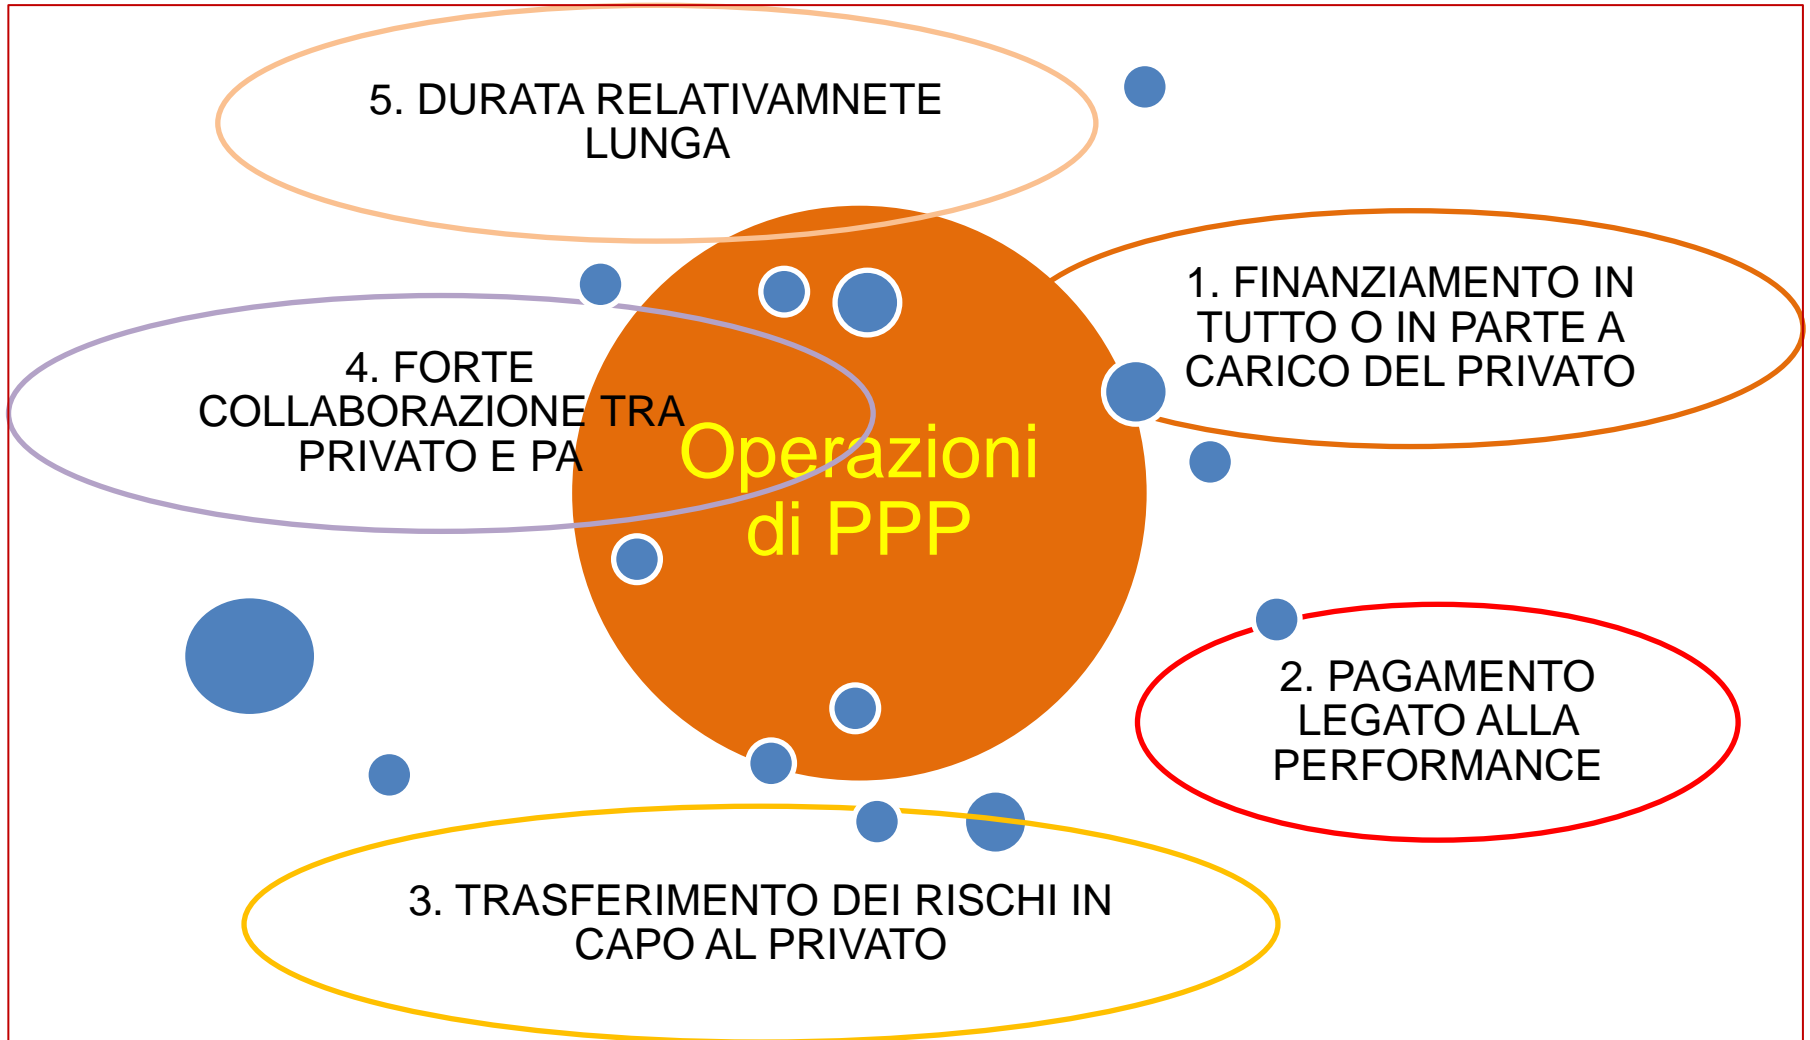 5. DURATA RELATIVAMNETE
LUNGA
1. FINANZIAMENTO IN
TUTTO O IN PARTE A
CARICO DEL PRIVATO
4. FORTE
COLLABORAZIONE TRA
PRIVATO E PA
Operazioni
di PPP
2. PAGAMENTO
LEGATO ALLA
PERFORMANCE
3. TRASFERIMENTO DEI RISCHI IN
CAPO AL PRIVATO